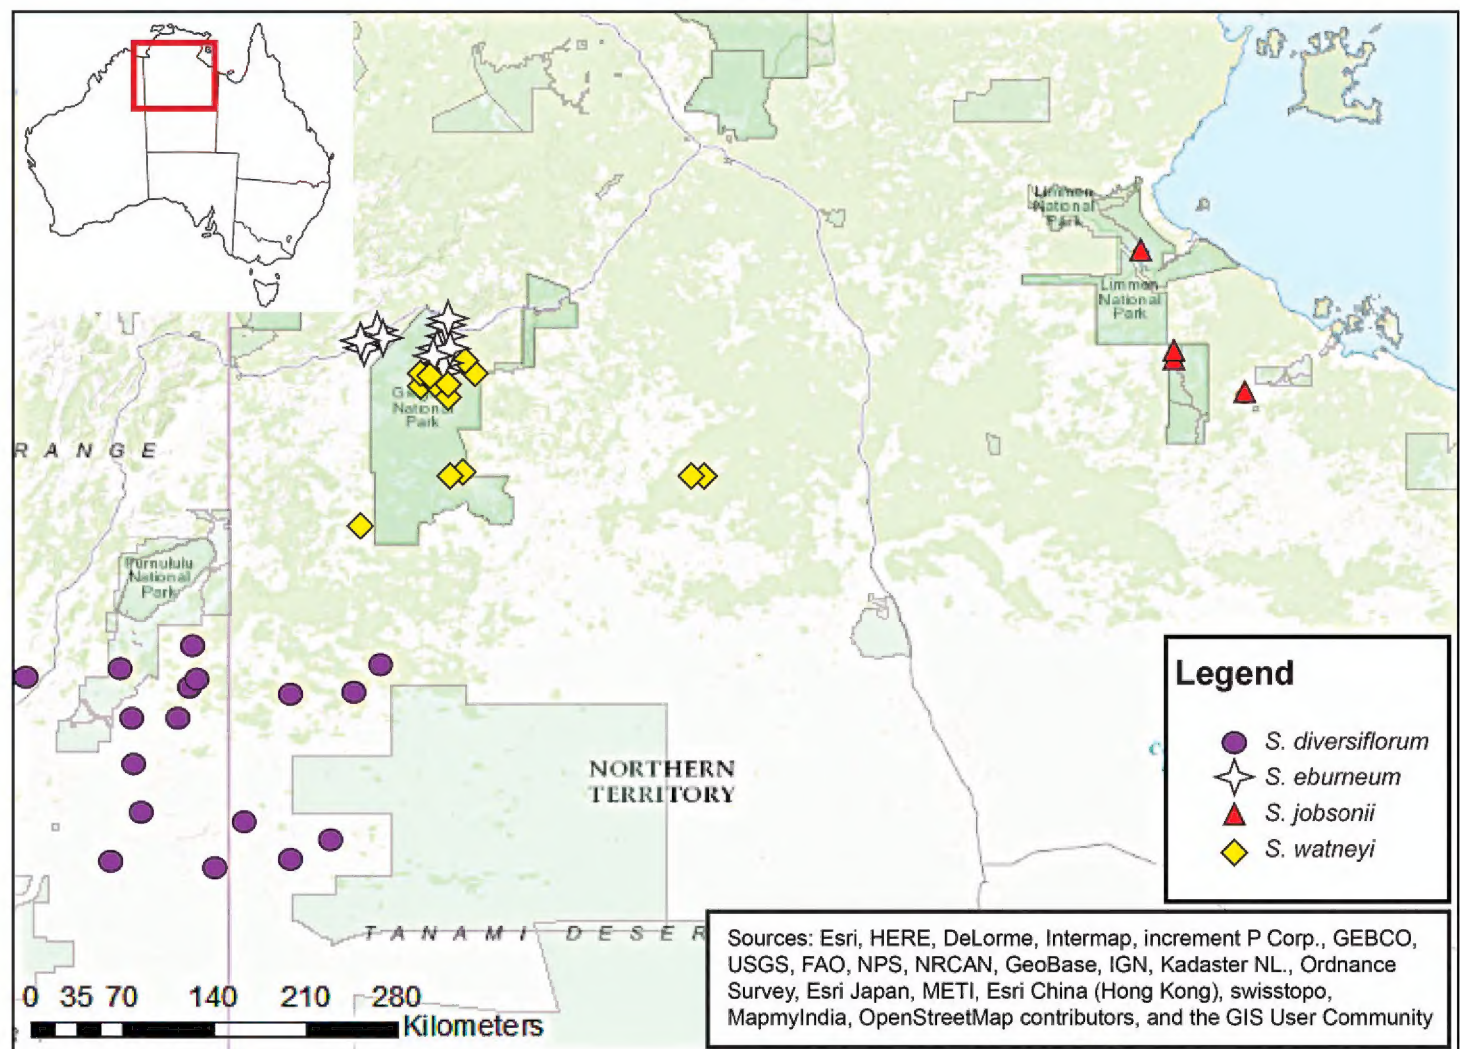 Limmen
National
Park
Limmen
National
Park
National
Park
R A N G E
Purnululu
National
Park
NORTHERN
TERRITORY
T A N A M I D E S E R
Legend
S. diversiflorum
S. eburneum
S. jobsonii
S. watneyi
Sources: Esri, HERE, DeLorme, Intermap, increment P Corp., GEBCO,
USGS, FAO, NPS, NRCAN, GeoBase, IGN, Kadaster NL., Ordnance
Survey, Esri Japan, METI, Esri China (Hong Kong), swisstopo,
MapmyIndia, OpenStreetMap contributors, and the GIS User Community
0 35 70 140 210 280
Kilometers